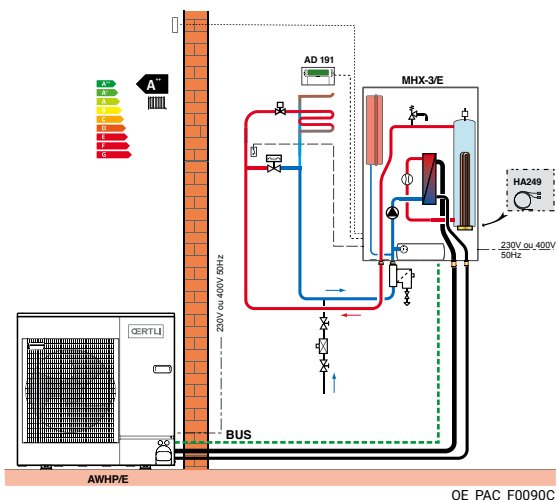 AD 191
MHX-3/E
A++
A++
A+
A
B
C
D
E
F
G
HA249
230V ou 400V
50Hz
230V ou 400V 50Hz
ŒRTLI
BUS
AWHP/E
OE PAC F0090C